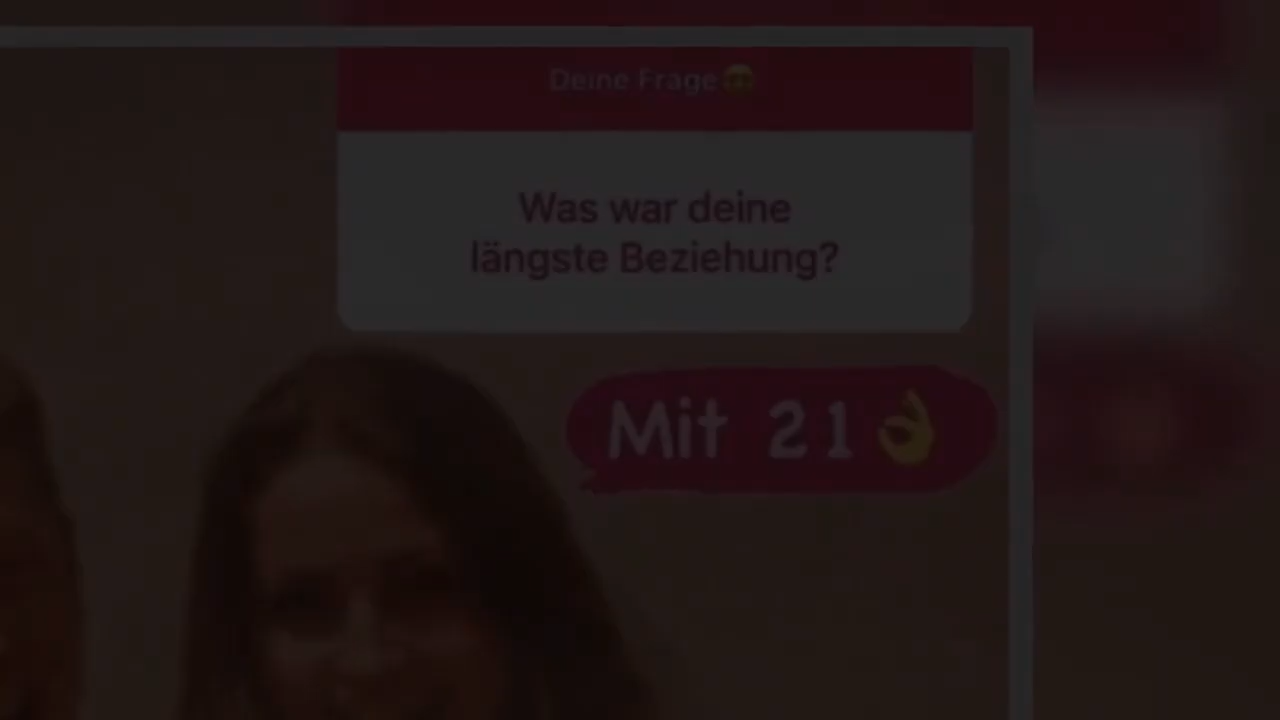 Deine Frage😍
Was war deine
längste Beziehung?
Mit 21👌